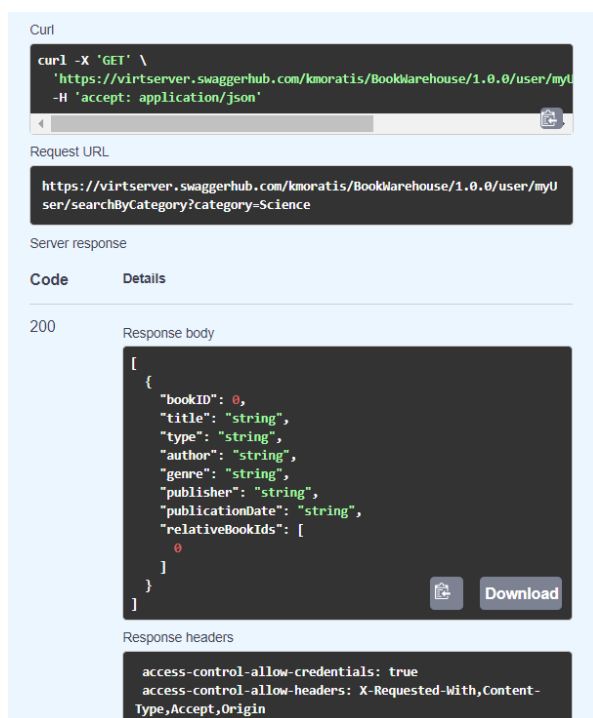 Curl
curl -X 'GET' \
'https://virtserver.swaggerhub.com/kmoratis/BookWarehouse/1.0.0/user/myU
-H 'accept: application/json'
Request URL
https://virtserver.swaggerhub.com/kmoratis/BookWarehouse/1.0.0/user/myU
ser/searchByCategory?category=Science
Server response
Code Details
200
Response body
[
{
"bookID": 0,
"title": "string",
"type": "string",
"author": "string",
"genre": "string",
"publisher": "string",
"publicationDate": "string",
"relativeBookIds": [
0
]
}
]
Download
Response headers
access-control-allow-credentials: true
access-control-allow-headers: X-Requested-With,Content-
Type,Accept,Origin